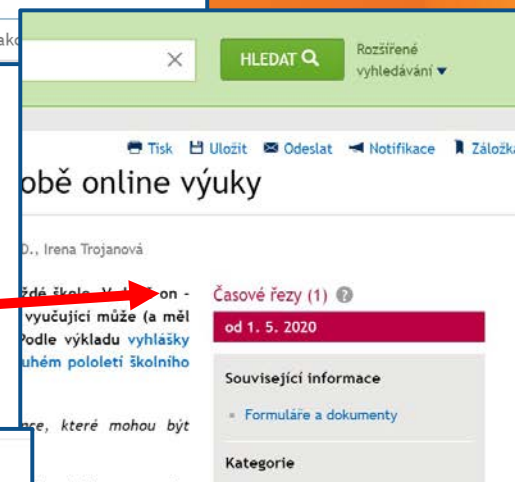 ako
HLEDAT
Rozšířené
vyhledávání
Tisk Uložit Odeslat Notifikace Záložka
obě online výuky
D., Irena Trojanová
ždé škole. V on -
vyučující může (a měl
Podle výkladu vyhlášky
uhém pololetí školního
nce, které mohou být
Časové řezy (1)
od 1. 5. 2020
Související informace
Formuláře a dokumenty
Kategorie